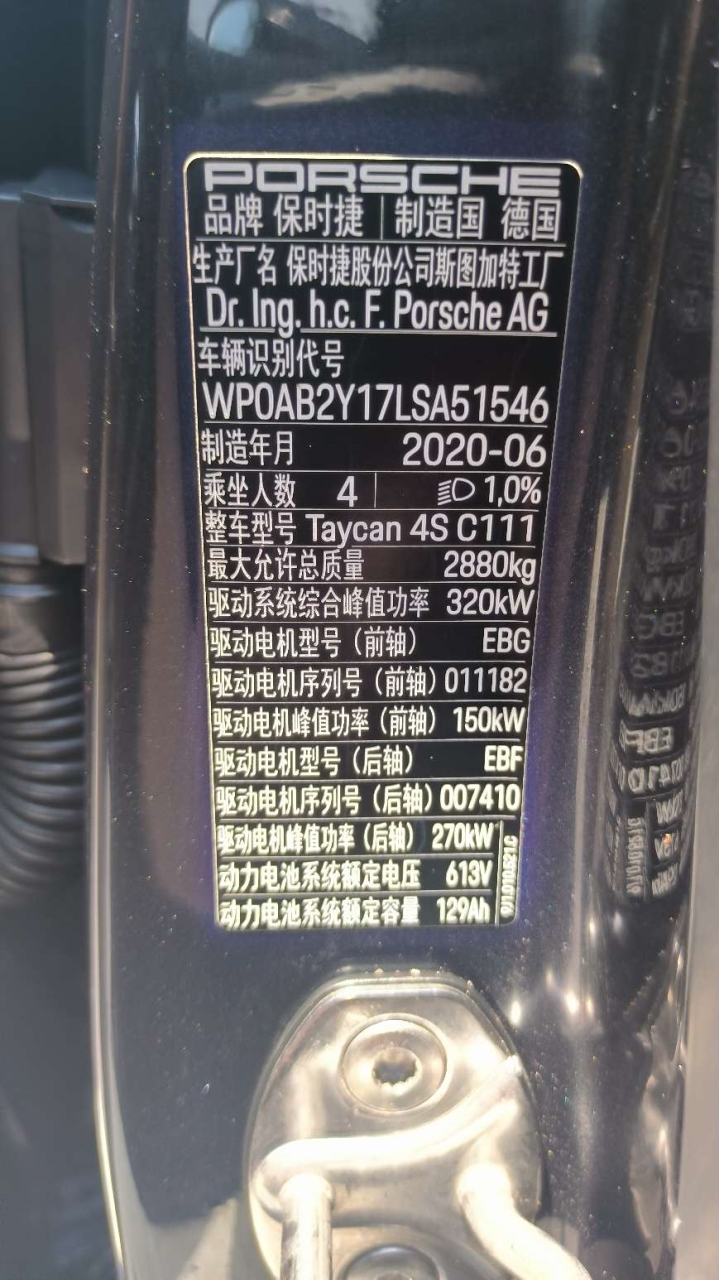 PORSCHE
品牌 保时捷 制造国 德国
生产厂名 保时捷股份公司斯图加特工厂
Dr. Ing. h.c. F. Porsche AG
车辆识别代号
WP0AB2Y17LSA51546
制造年月 2020-06
乘坐人数 4 1,0%
整车型号 Taycan 4S C111
最大允许总质量 2880kg
驱动系统综合峰值功率 320kW
驱动电机型号（前轴） EBG
驱动电机序列号（前轴）011182
驱动电机峰值功率（前轴） 150kW
驱动电机型号（后轴） EBF
驱动电机序列号（后轴）007410
驱动电机峰值功率（后轴） 270kW
动力电池系统额定电压 613V
动力电池系统额定容量 129Ah